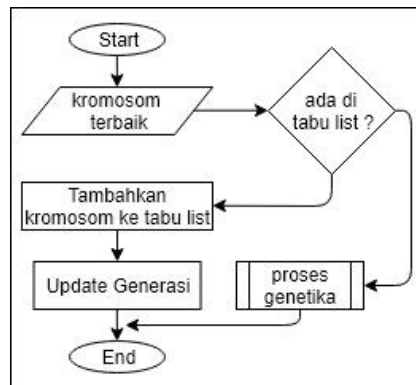 Start
kromosom
terbaik
ada di
tabu list ?
Tambahkan
kromosom ke tabu list
Update Generasi
proses
genetika
End